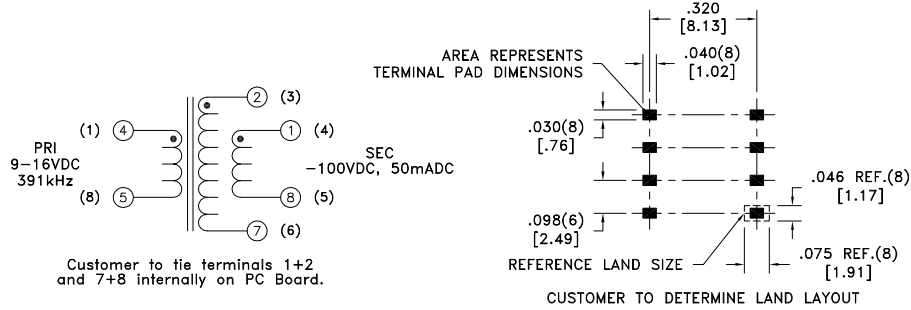 (1) 4
PRI
9–16VDC
391kHz
(8) 5
2 (3)
1 (4)
SEC
–100VDC, 50mADC
8 (5)
7 (6)
Customer to tie terminals 1+2
and 7+8 internally on PC Board.
.320
[8.13]
AREA REPRESENTS
TERMINAL PAD DIMENSIONS
.040(8)
[1.02]
.030(8)
[.76]
.098(6)
[2.49]
.046 REF.(8)
[1.17]
.075 REF.(8)
[1.91]
REFERENCE LAND SIZE
CUSTOMER TO DETERMINE LAND LAYOUT